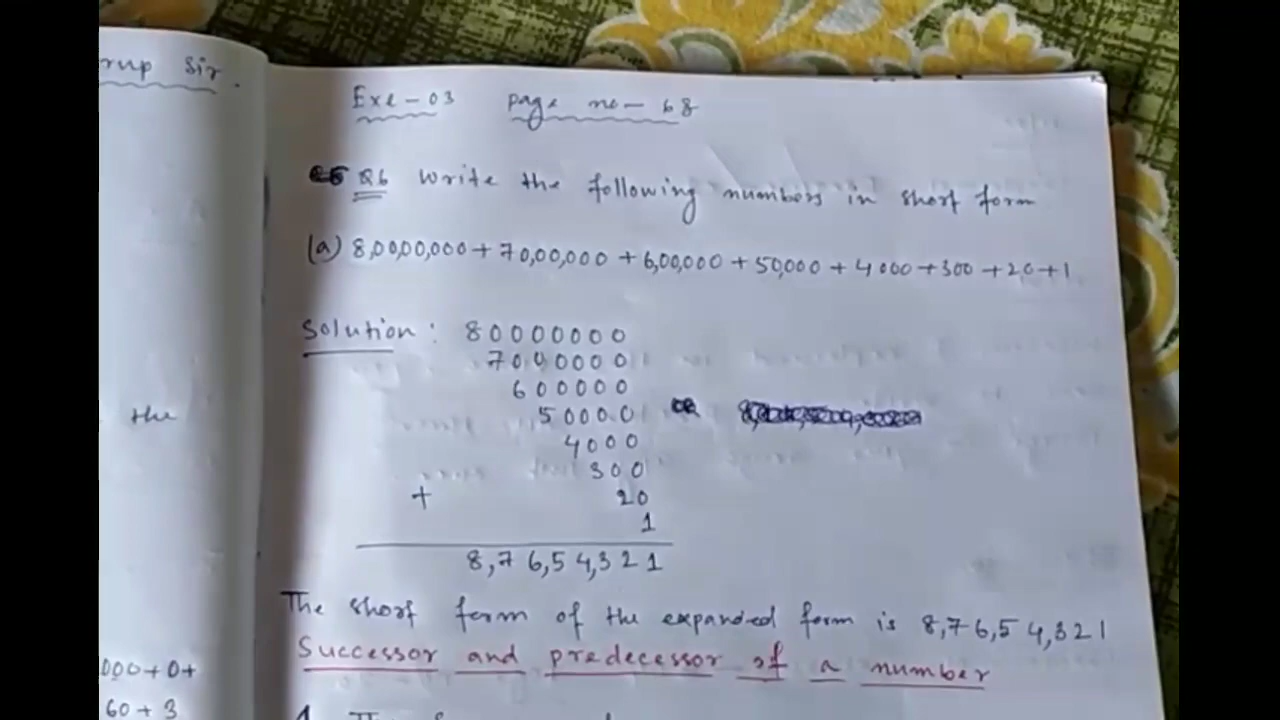 rup Sir.
Exe-03 page no- 68
Q6 Write the following numbers in short form
(a) 8,00,00,000 + 70,00,000 + 6,00,000 + 50,000 + 4000 + 300 + 20 + 1
Solution: 80000000
7000000
600000
50000 or
the
4000
300
+ 20
1
8,76,54,321
The short form of the expanded form is 8,76,54,321
Successor and predecessor of a number
000+0+
60+3